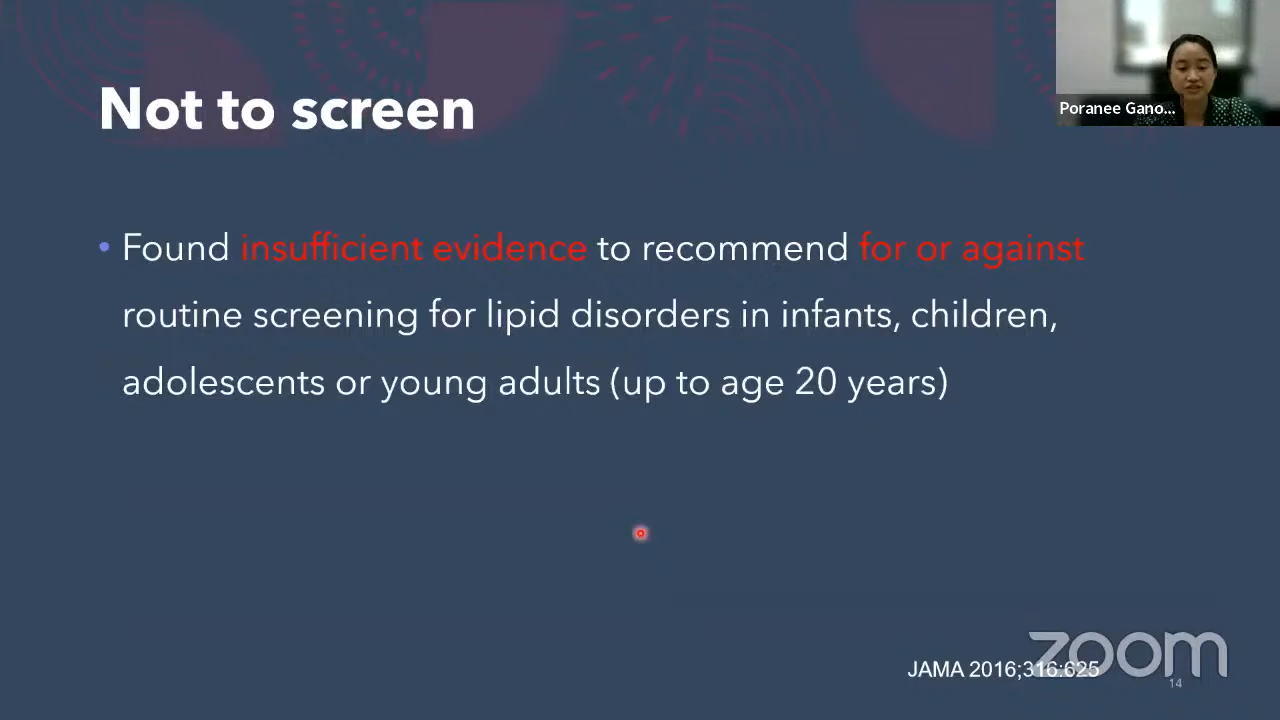 Not to screen
Poranee Gano...
• Found insufficient evidence to recommend for or against
routine screening for lipid disorders in infants, children,
adolescents or young adults (up to age 20 years)
JAMA 2016;316:625
zoom
14